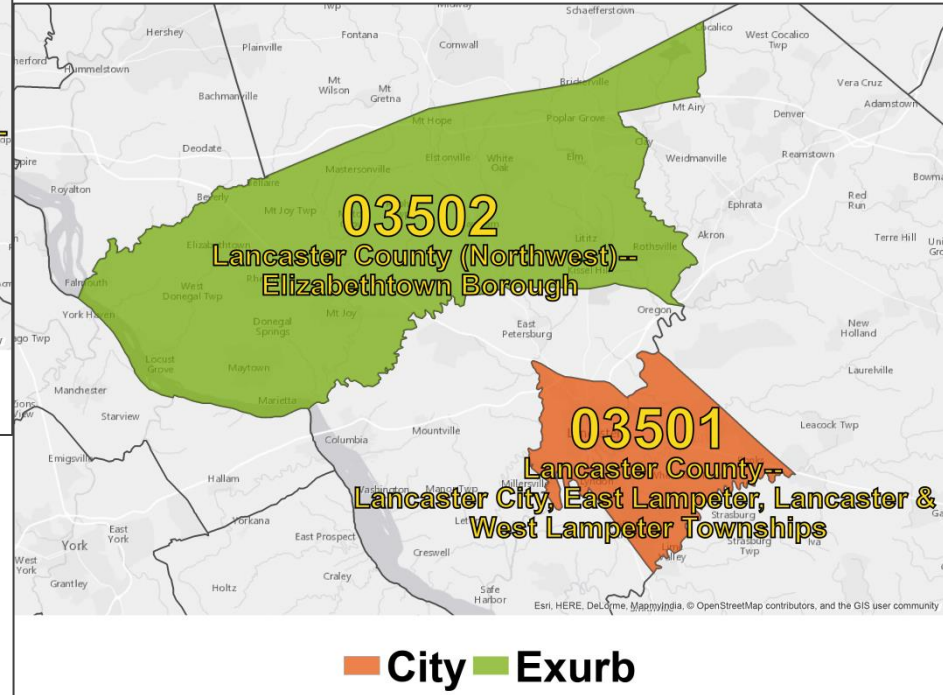 Schaefferstown
Hershey
Fontana
Cocalico
Plainville
Cornwall
West Cocalico
Twp
Hummelstown
Mt
Wilson
Mt
Gretna
Brickerville
Vera Cruz
Bachmanville
Adamstown
Mt Airy
Mt Hope
Poplar Grove
Denver
Deodate
Elstonville
White
Oak
Elm
Reamstown
Mastersonville
Weidmanville
Royalton
Beverly
Red
Run
Mt Joy Twp
Ephrata
03502
Akron
Terre Hill
Elizabethtown
Lititz
Rothsville
Lancaster County (Northwest)--
Elizabethtown Borough
Falmouth
West
Donegal Twp
Kissel Hill
York Haven
Donegal
Springs
Mt Joy
Oregon
East
Petersburg
New
Holland
Locust
Grove
Maytown
Laurelville
Manchester
Marietta
Starview
03501
Leacock Twp
Mountville
Columbia
Emigsville
Lancaster County--
Hallam
Millersville
Lancaster City, East Lampeter, Lancaster &
West Lampeter Townships
Strasburg
Yorkana
East
York
York
East Prospect
Creswell
Strasburg
Twp
Iva
West
York
Grantley
Holtz
Craley
Safe
Harbor
Esri, HERE, DeLorme, MapmyIndia, © OpenStreetMap contributors, and the GIS user community
City Exurb